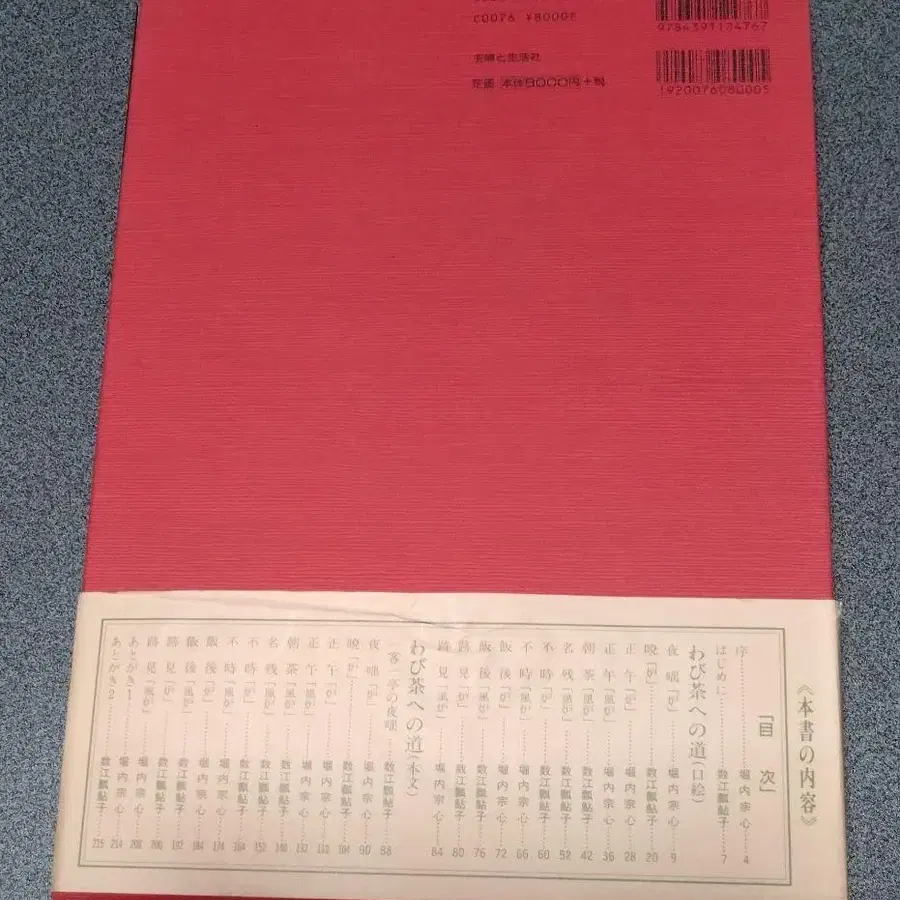 C0076 ¥8000E
9784391124767
主婦と生活社
定価 本体8000円+税
1920076080005
《本書の内容》
「目次」
序……堀内宗心……4
はじめに……数江瓢鮎子……7
わび茶への道(口絵)
夜咄「炉」……堀内宗心……9
暁「炉」……数江瓢鮎子……20
正午「炉」……堀内宗心……28
正午「風炉」……堀内宗心……36
朝茶「風炉」……数江瓢鮎子……42
名残「風炉」……数江瓢鮎子……52
不時「炉」……数江瓢鮎子……60
不時「風炉」……堀内宗心……66
飯後「炉」……堀内宗心……72
飯後「風炉」……数江瓢鮎子……76
跡見「炉」……数江瓢鮎子……80
跡見「風炉」……堀内宗心……84
わび茶への道(本文)
一客一亭の夜咄……数江瓢鮎子……88
夜咄「炉」……堀内宗心……90
暁「炉」……数江瓢鮎子……104
正午「炉」……堀内宗心……
正午「風炉」……堀内宗心……132
朝茶「風炉」……数江瓢鮎子……140
名残「風炉」……数江瓢鮎子……152
不時「炉」……数江瓢鮎子……164
不時「風炉」……堀内宗心……174
飯後「炉」……堀内宗心……184
飯後「風炉」……数江瓢鮎子……192
跡見「炉」……数江瓢鮎子……200
跡見「風炉」……堀内宗心……208
あとがき1……堀内宗心……214
あとがき2……数江瓢鮎子……215